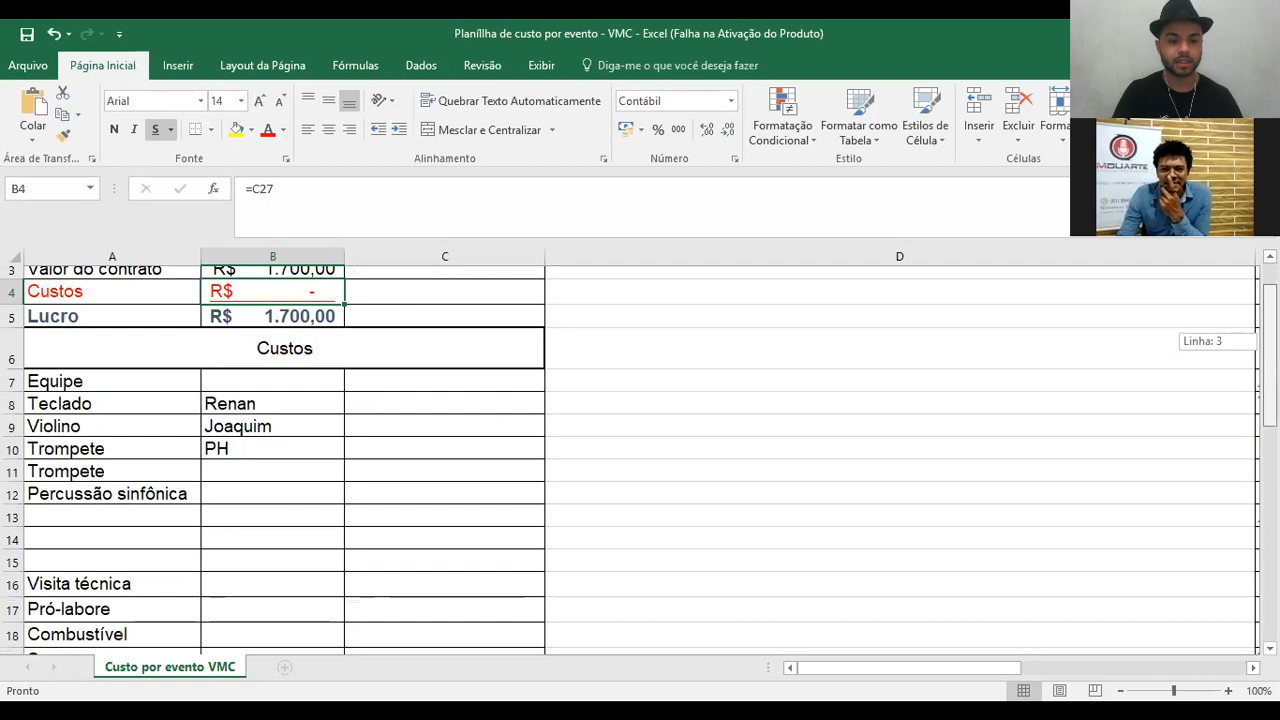 Planíllha de custo por evento - VMC - Excel (Falha na Ativação do Produto)
Arquivo Página Inicial Inserir Layout da Página Fórmulas Dados Revisão Exibir Diga-me o que você deseja fazer
Colar Arial 14 Quebrar Texto Automaticamente Contábil
N I S Mesclar e Centralizar % 000 Formatação Condicional Formatar como Tabela Estilos de Célula Inserir Excluir
Área de Transf... Fonte Alinhamento Número Estilo Células
B4 fx =C27
A B C D
3 Valor do contrato R$ 1.700,00
4 Custos R$ -
5 Lucro R$ 1.700,00
Linha: 3
6 Custos
7 Equipe
8 Teclado Renan
9 Violino Joaquim
10 Trompete PH
11 Trompete
12 Percussão sinfônica
13
14
15
16 Visita técnica
17 Pró-labore
18 Combustível
Custo por evento VMC
Pronto 100%